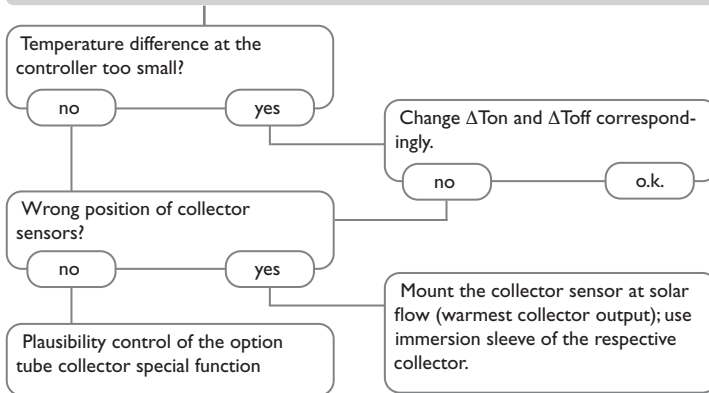 Temperature difference at the
controller too small?
no
yes
Change ΔTon and ΔToff correspond-
ingly.
no
o.k.
Wrong position of collector
sensors?
no
yes
Mount the collector sensor at solar
flow (warmest collector output); use
immersion sleeve of the respective
collector.
Plausibility control of the option
tube collector special function